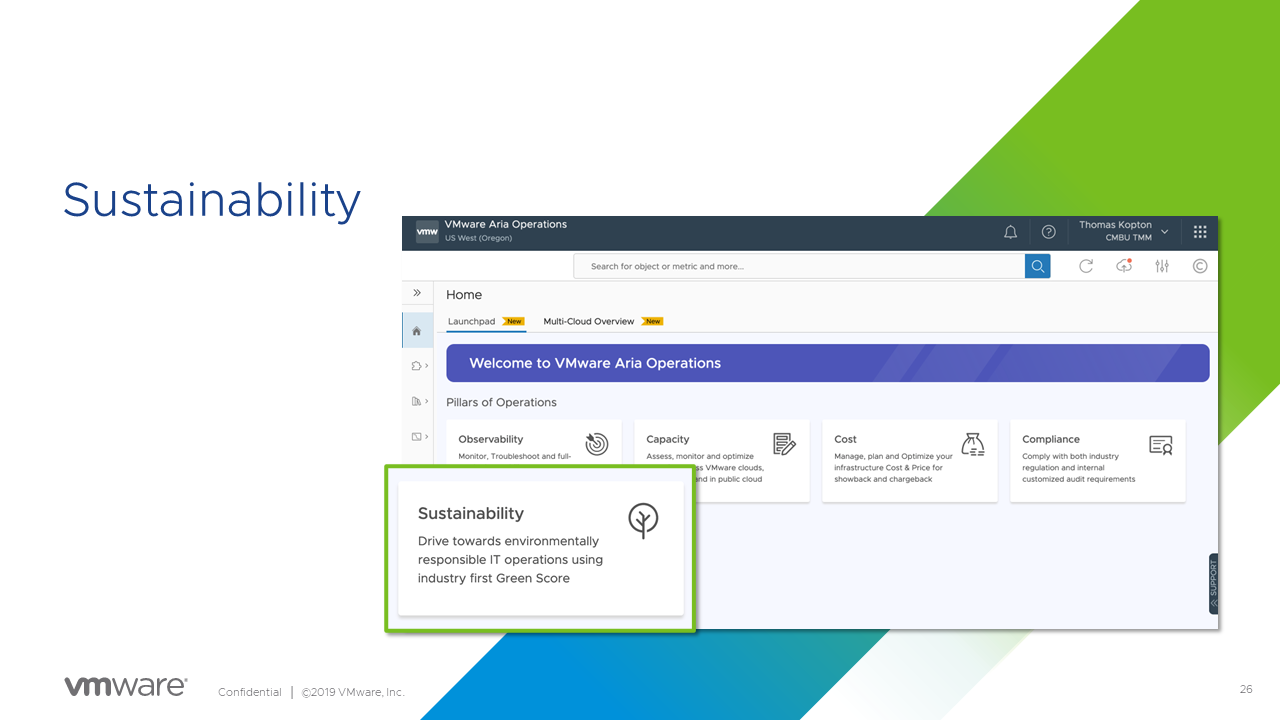 Sustainability
vmw
VMware Aria Operations
US West (Oregon)
Thomas Kopton
CMBU TMM
Search for object or metric and more...
Home
Launchpad New Multi-Cloud Overview New
Welcome to VMware Aria Operations
Pillars of Operations
Observability
Monitor, Troubleshoot and full-
Capacity
Assess, monitor and optimize
ss VMware clouds,
and in public cloud
Cost
Manage, plan and Optimize your
infrastructure Cost & Price for
showback and chargeback
Compliance
Comply with both industry
regulation and internal
customized audit requirements
Sustainability
Drive towards environmentally
responsible IT operations using
industry first Green Score
SUPPORT
vmware®
Confidential | ©2019 VMware, Inc.
26